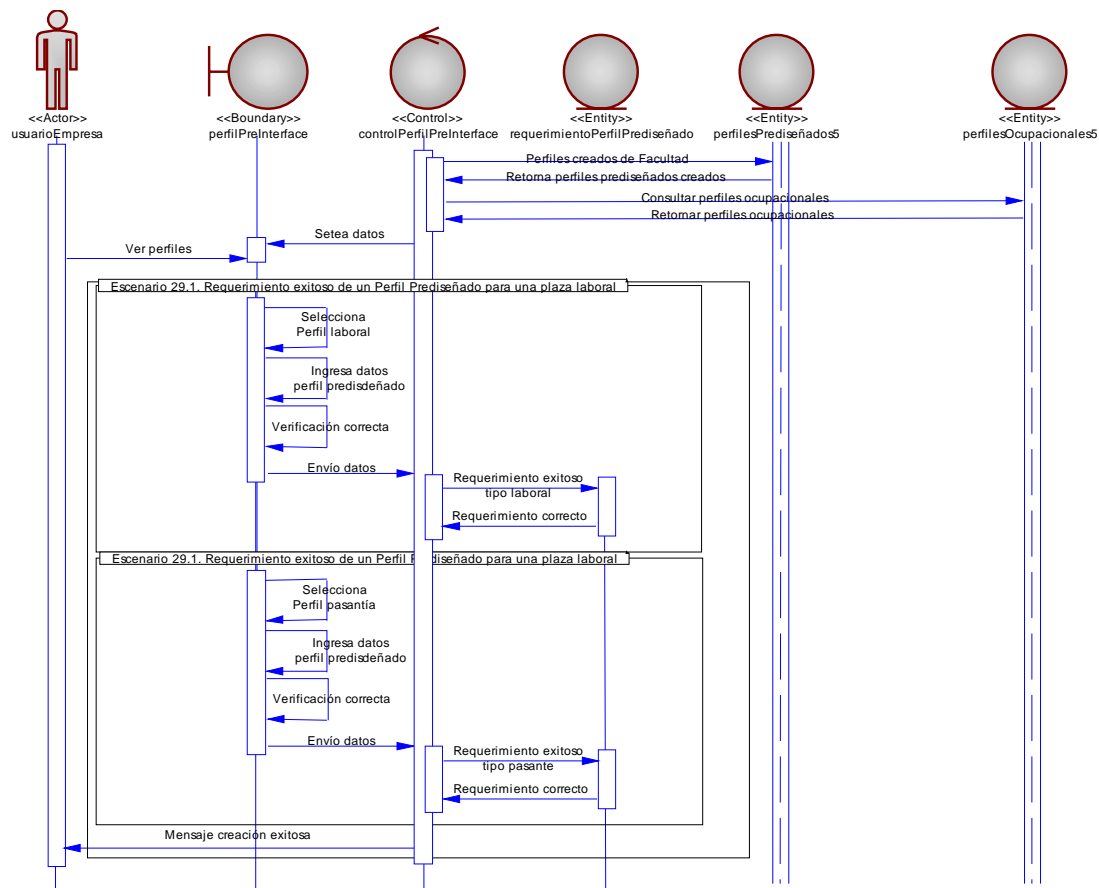 <<Actor>>
usuarioEmpresa
<<Boundary>>
perfilPreInterface
<<Control>>
controlPerfilPreInterface
<<Entity>>
requerimientoPerfilPrediseñado
<<Entity>>
perfilesPrediseñados5
<<Entity>>
perfilesOcupacionales5
Perfiles creados de Facultad
Retorna perfiles prediseñados creados
Consultar perfiles ocupacionales
Retornar perfiles ocupacionales
Setea datos
Ver perfiles
Escenario 29.1. Requerimiento exitoso de un Perfil Prediseñado para una plaza laboral
Selecciona
Perfil laboral
Ingresa datos
perfil predisdeñado
Verificación correcta
Envío datos
Requerimiento exitoso
tipo laboral
Requerimiento correcto
Escenario 29.1. Requerimiento exitoso de un Perfil Prediseñado para una plaza laboral
Selecciona
Perfil pasantía
Ingresa datos
perfil predisdeñado
Verificación correcta
Envío datos
Requerimiento exitoso
tipo pasante
Requerimiento correcto
Mensaje creación exitosa